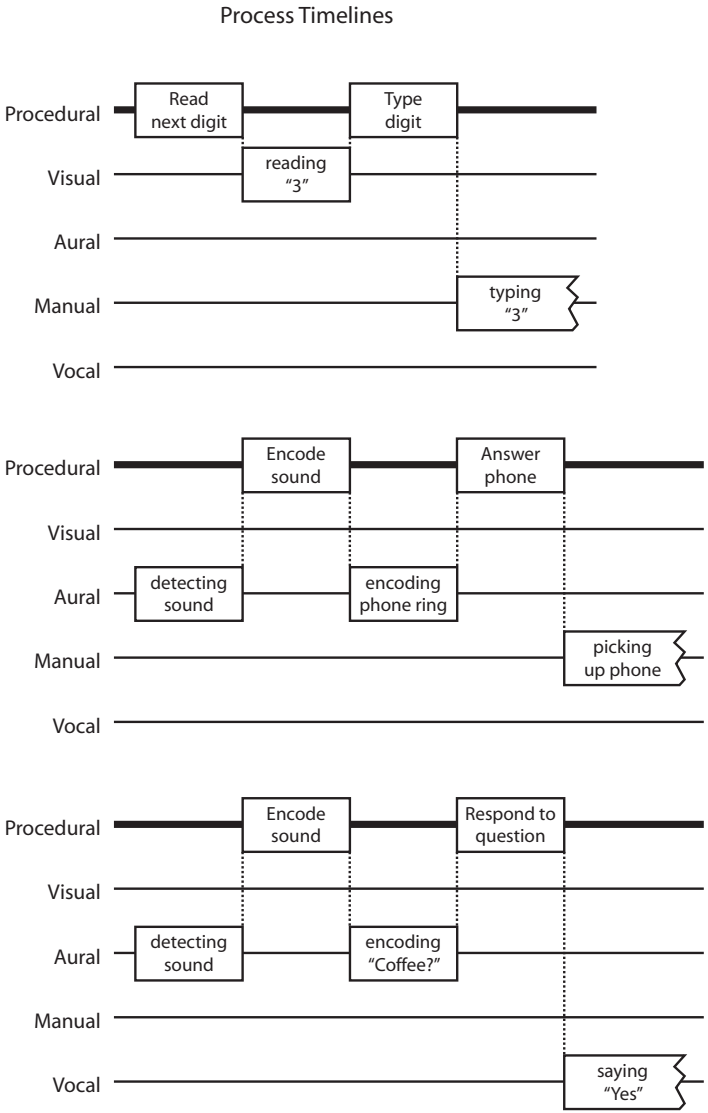 Process Timelines
Procedural
Read
next digit
Type
digit
Visual
reading
“3”
Aural
Manual
typing
“3”
Vocal
Procedural
Encode
sound
Answer
phone
Visual
Aural
detecting
sound
encoding
phone ring
Manual
picking
up phone
Vocal
Procedural
Encode
sound
Respond to
question
Visual
Aural
detecting
sound
encoding
“Coffee?”
Manual
Vocal
saying
“Yes”